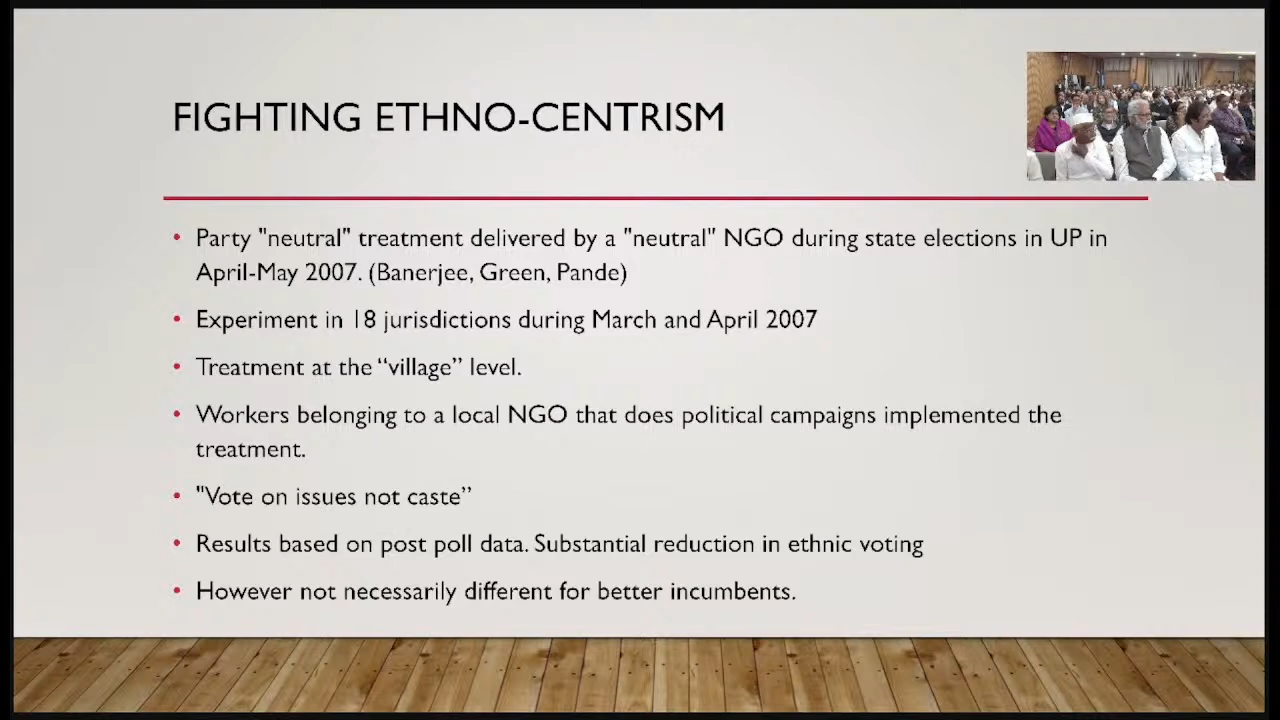 FIGHTING ETHNO-CENTRISM
• Party "neutral" treatment delivered by a "neutral" NGO during state elections in UP in
April-May 2007. (Banerjee, Green, Pande)
• Experiment in 18 jurisdictions during March and April 2007
• Treatment at the “village” level.
• Workers belonging to a local NGO that does political campaigns implemented the
treatment.
• "Vote on issues not caste”
• Results based on post poll data. Substantial reduction in ethnic voting
• However not necessarily different for better incumbents.